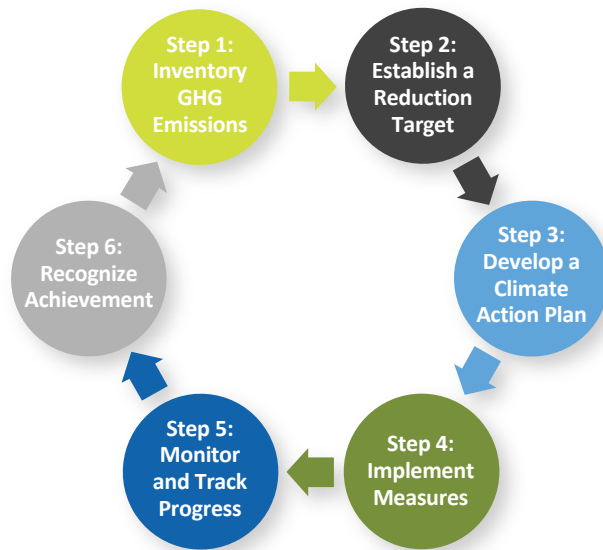 Step 1:
Inventory
GHG
Emissions
Step 2:
Establish a
Reduction
Target
Step 3:
Develop a
Climate
Action Plan
Step 4:
Implement
Measures
Step 5:
Monitor
and Track
Progress
Step 6:
Recognize
Achievement